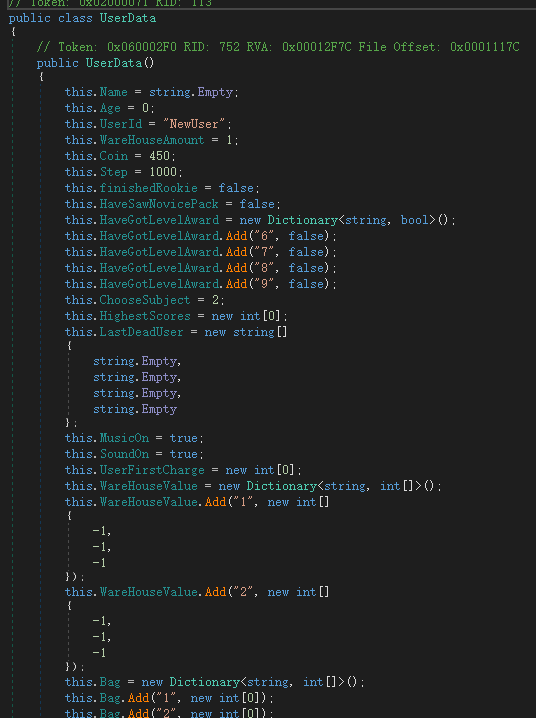 // Token: 0x02000071 RID: 113
public class UserData
{
// Token: 0x060002F0 RID: 752 RVA: 0x00012F7C File Offset: 0x0001117C
public UserData()
{
this.Name = string.Empty;
this.Age = 0;
this.UserId = "NewUser";
this.WareHouseAmount = 1;
this.Coin = 450;
this.Step = 1000;
this.finishedRookie = false;
this.HaveSawNovicePack = false;
this.HaveGotLevelAward = new Dictionary<string, bool>();
this.HaveGotLevelAward.Add("6", false);
this.HaveGotLevelAward.Add("7", false);
this.HaveGotLevelAward.Add("8", false);
this.HaveGotLevelAward.Add("9", false);
this.ChooseSubject = 2;
this.HighestScores = new int[0];
this.LastDeadUser = new string[]
{
string.Empty,
string.Empty,
string.Empty,
string.Empty
};
this.MusicOn = true;
this.SoundOn = true;
this.UserFirstCharge = new int[0];
this.WareHouseValue = new Dictionary<string, int[]>();
this.WareHouseValue.Add("1", new int[]
{
-1,
-1,
-1
});
this.WareHouseValue.Add("2", new int[]
{
-1,
-1,
-1
});
this.Bag = new Dictionary<string, int[]>();
this.Bag.Add("1", new int[0]);
this.Bag.Add("2", new int[0]);